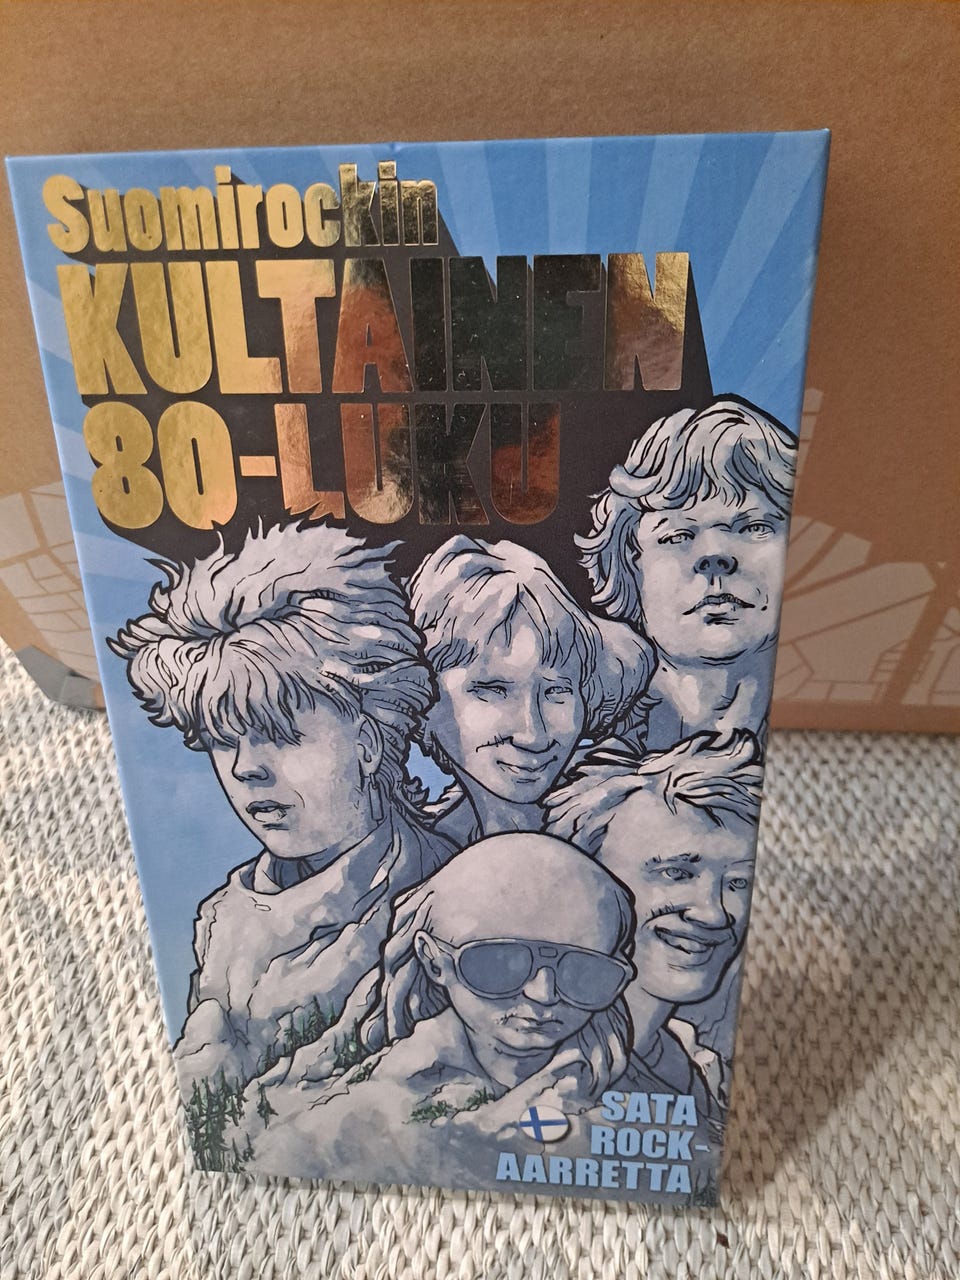 Suomirockin
KULTAINEN
80-LUKU
SATA
ROCK-
AARRETTA